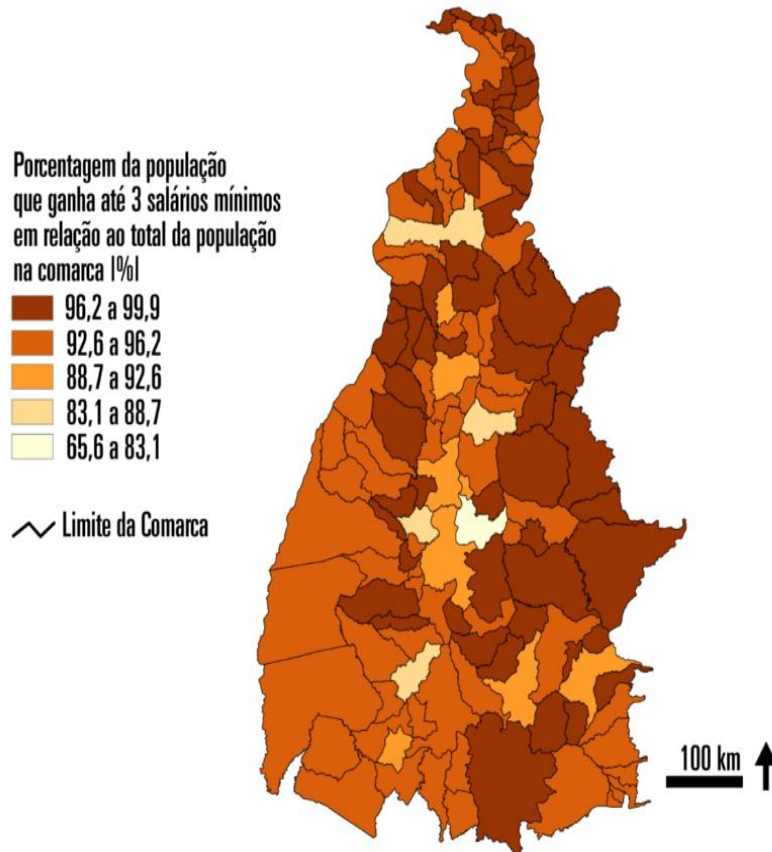 Porcentagem da população
que ganha até 3 salários mínimos
em relação ao total da população
na comarca |%|
96,2 a 99,9
92,6 a 96,2
88,7 a 92,6
83,1 a 88,7
65,6 a 83,1
Limite da Comarca
100 km